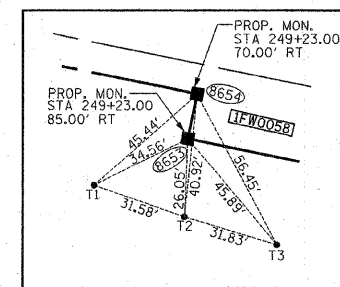 PROP. MON.
STA 249+23.00
70.00' RT
8654
PROP. MON.
STA 249+23.00
85.00' RT
1FW0058
45.44'
34.56'
8653
56.45'
26.05'
40.92'
45.89'
T1
31.58'
T2
31.83'
T3